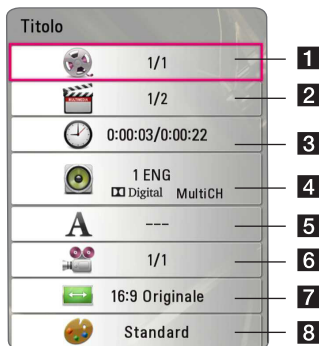 Titolo
1/1
1
1/2
2
0:00:03/0:00:22
3
1 ENG
Digital MultiCH
4
A
---
5
1/1
6
16:9 Originale
7
Standard
8